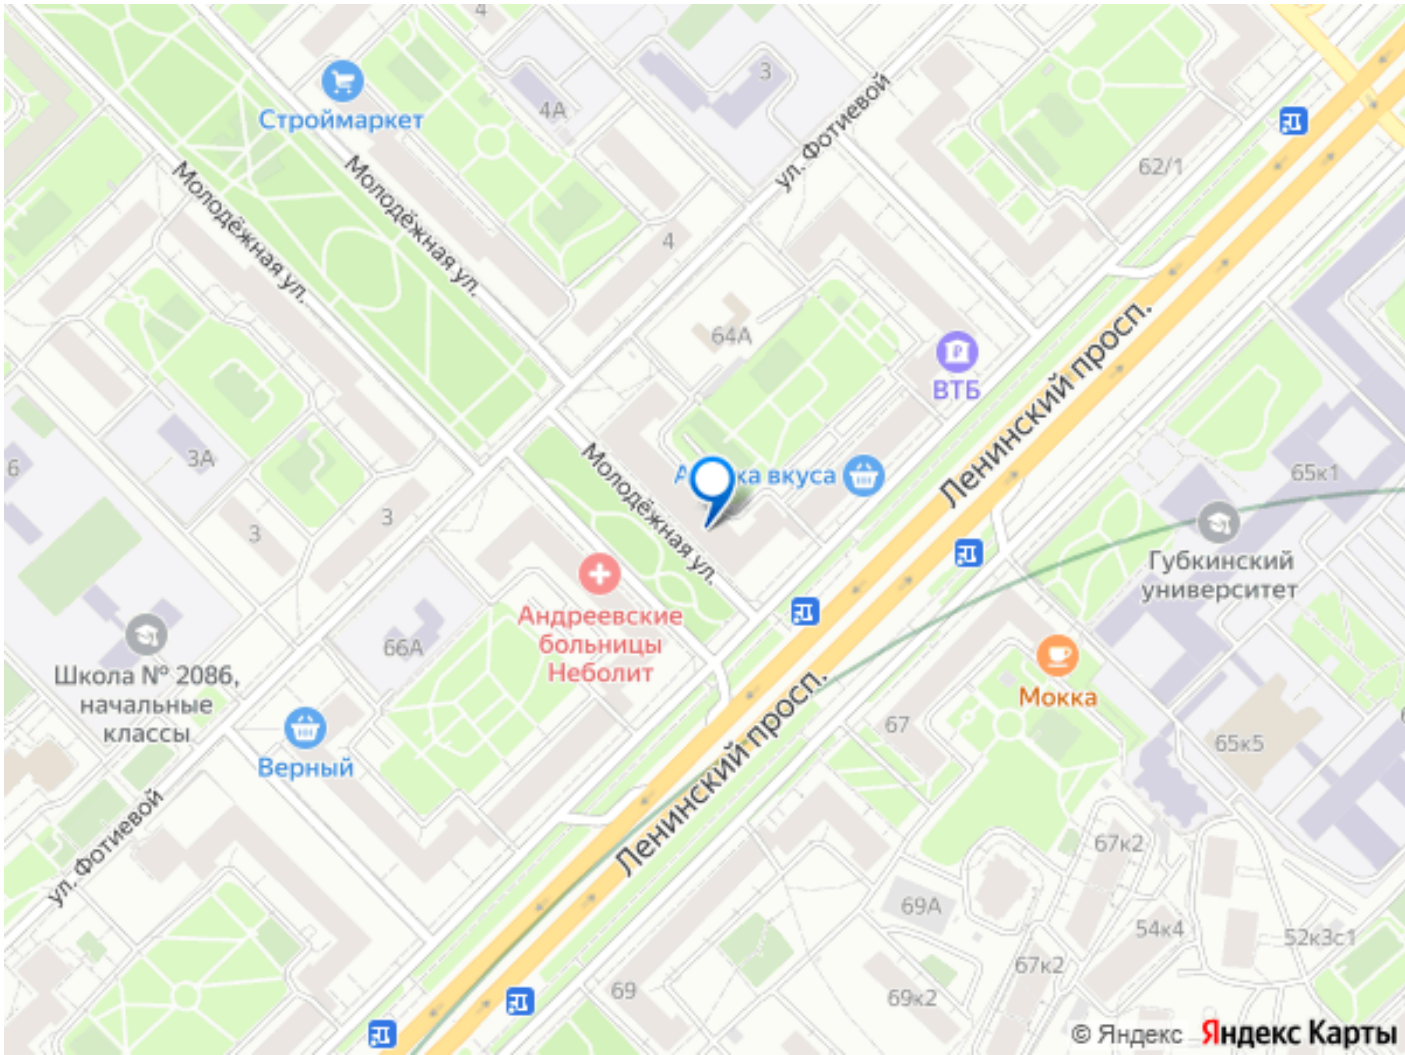 4
3
Строймаркет
4А
ул. Фотиевой
62/1
Молодёжная ул.
Молодёжная ул.
4
64А
ВТБ
Ленинский просп.
3А
6
3
3
Молодёжная ул.
вкуса
65к1
Губкинский
университет
Андреевские
больницы
Неболит
66А
Школа № 2086,
начальные
классы
Верный
Мокка
67
65к5
Ленинский просп.
ул. Фотиевой
67к2
69А
54к4
52к3с1
67к2
69
69к2
© Яндекс Яндекс Карты